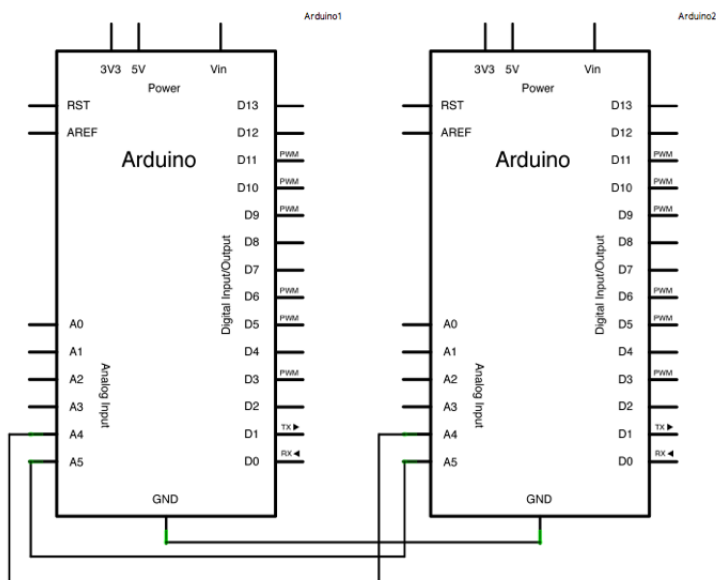 Arduino1
3V3 5V Vin
Power
RST D13
AREF D12
Arduino
D11 PWM
D10 PWM
D9 PWM
D8
D7
D6 PWM
A0 D5 PWM
A1 D4
A2 D3 PWM
A3 D2
A4 D1 TX
A5 D0 RX
Digital Input/Output
Analog Input
GND
Arduino2
3V3 5V Vin
Power
RST D13
AREF D12
Arduino
D11 PWM
D10 PWM
D9 PWM
D8
D7
D6 PWM
A0 D5 PWM
A1 D4
A2 D3 PWM
A3 D2
A4 D1 TX
A5 D0 RX
Digital Input/Output
Analog Input
GND